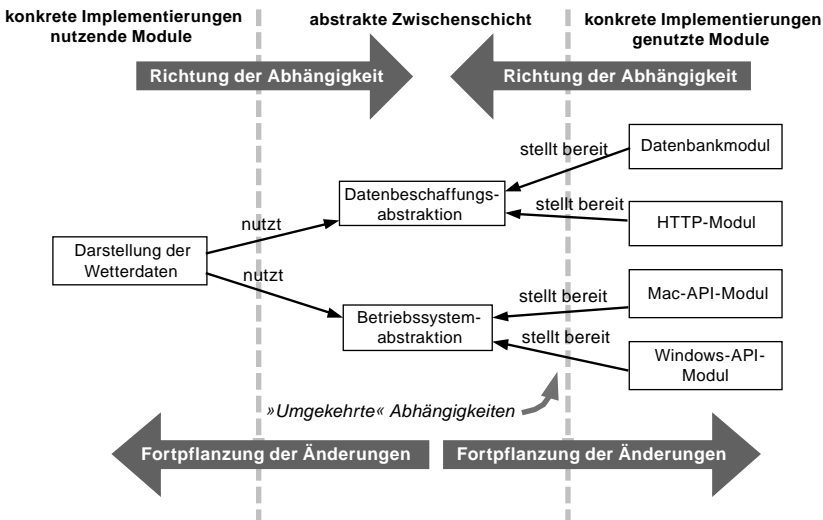 konkrete Implementierungen
nutzende Module
abstrakte Zwischenschicht
konkrete Implementierungen
genutzte Module
Richtung der Abhängigkeit
Richtung der Abhängigkeit
stellt bereit
Datenbankmodul
Datenbeschaffungs-
abstraktion
stellt bereit
HTTP-Modul
nutzt
Darstellung der
Wetterdaten
nutzt
Mac-API-Modul
stellt bereit
Betriebssystem-
abstraktion
stellt bereit
Windows-API-
Modul
»Umgekehrte« Abhängigkeiten
Fortpflanzung der Änderungen
Fortpflanzung der Änderungen